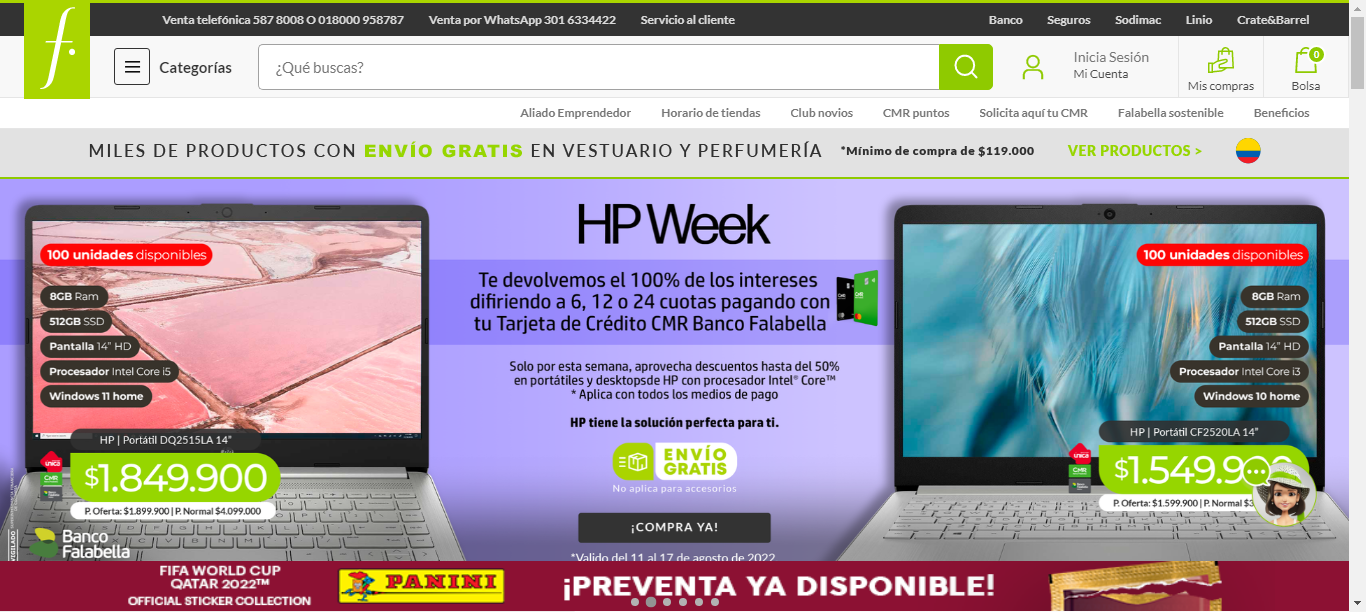 Venta telefónica 587 8008 O 018000 958787
Venta por WhatsApp 301 6334422
Servicio al cliente
Banco
Seguros
Sodimac
Linio
Crate&Barrel
f.
Categorías
¿Qué buscas?
Inicia Sesión
Mi Cuenta
Mis compras
0
Bolsa
Aliado Emprendedor
Horario de tiendas
Club novios
CMR puntos
Solicita aquí tu CMR
Falabella sostenible
Beneficios
MILES DE PRODUCTOS CON ENVÍO GRATIS EN VESTUARIO Y PERFUMERÍA
*Mínimo de compra de $119.000
VER PRODUCTOS >
100 unidades disponibles
8GB Ram
512GB SSD
Pantalla 14” HD
Procesador Intel Core i5
Windows 11 home
HP | Portátil DQ2515LA 14”
única
CMR
$1.849.900
P. Oferta: $1.899.900 | P. Normal $4.099.000
VIGILADO
Banco
Falabella
HP Week
Te devolvemos el 100% de los intereses
difiriendo a 6, 12 o 24 cuotas pagando con
tu Tarjeta de Crédito CMR Banco Falabella
Solo por esta semana, aprovecha descuentos hasta del 50%
en portátiles y desktopsde HP con procesador Intel® Core™
* Aplica con todos los medios de pago
HP tiene la solución perfecta para ti.
ENVÍO
GRATIS
No aplica para accesorios
¡COMPRA YA!
*Valido del 11 al 17 de agosto de 2022
100 unidades disponibles
8GB Ram
512GB SSD
Pantalla 14” HD
Procesador Intel Core i3
Windows 10 home
HP | Portátil CF2520LA 14”
única
CMR
$1.549.900
P. Oferta: $1.599.900 | P. Normal $3
FIFA WORLD CUP
QATAR 2022™
OFFICIAL STICKER COLLECTION
PANINI
¡PREVENTA YA DISPONIBLE!